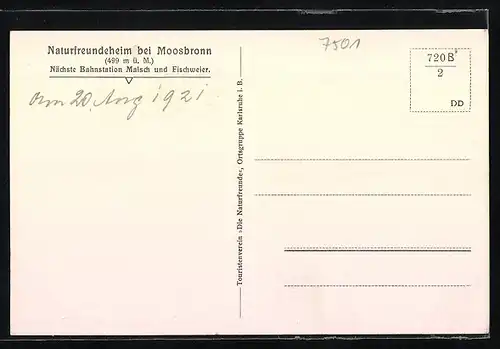 Naturfreundeheim bei Moosbronn
(499 m ü. M.)
Nächste Bahnstation Malsch und Fischweier.
Am 20. Aug 1921
Touristenverein »Die Naturfreunde«, Ortsgruppe Karlsruhe i. B.
7501
720 B
2
DD